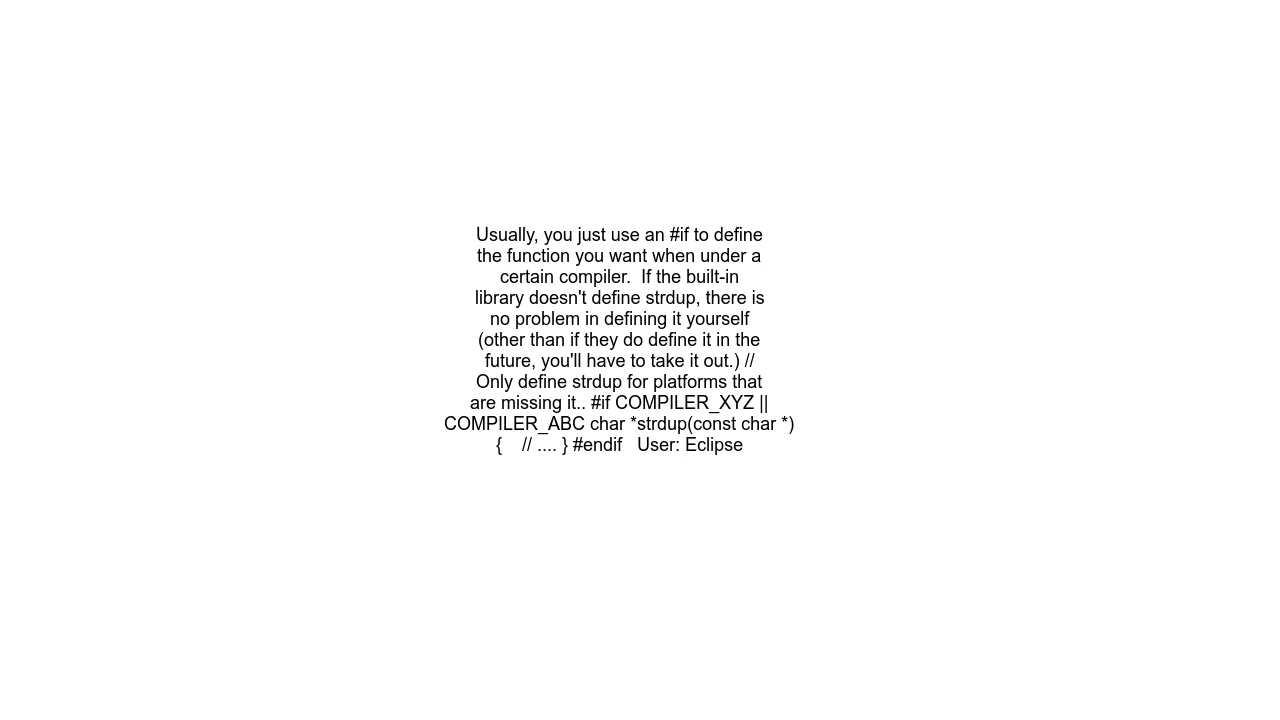 Usually, you just use an #if to define
the function you want when under a
certain compiler.  If the built-in
library doesn't define strdup, there is
no problem in defining it yourself
(other than if they do define it in the
future, you'll have to take it out.) //
Only define strdup for platforms that
are missing it.. #if COMPILER_XYZ ||
COMPILER_ABC char *strdup(const char *)
{    // .... } #endif   User: Eclipse